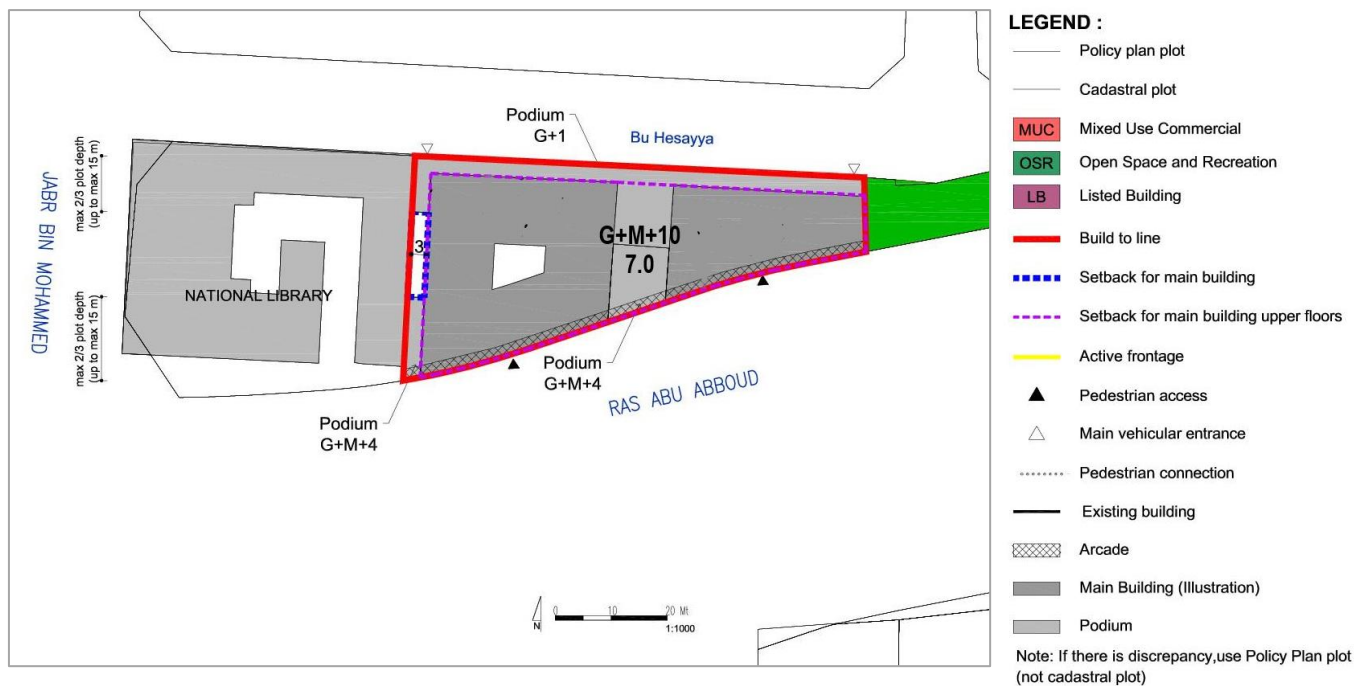 Podium
G+1
Bu Hesayya
JABR BIN MOHAMMED
max 2/3 plot depth
(up to max 15 m)
max 2/3 plot depth
(up to max 15 m)
3
G+M+10
7.0
NATIONAL LIBRARY
Podium
G+M+4
RAS ABU ABBOUD
Podium
G+M+4
N
0 10 20 Mt
1:1000
LEGEND :
Policy plan plot
Cadastral plot
MUC Mixed Use Commercial
OSR Open Space and Recreation
LB Listed Building
Build to line
Setback for main building
Setback for main building upper floors
Active frontage
Pedestrian access
Main vehicular entrance
Pedestrian connection
Existing building
Arcade
Main Building (Illustration)
Podium
Note: If there is discrepancy,use Policy Plan plot
(not cadastral plot)